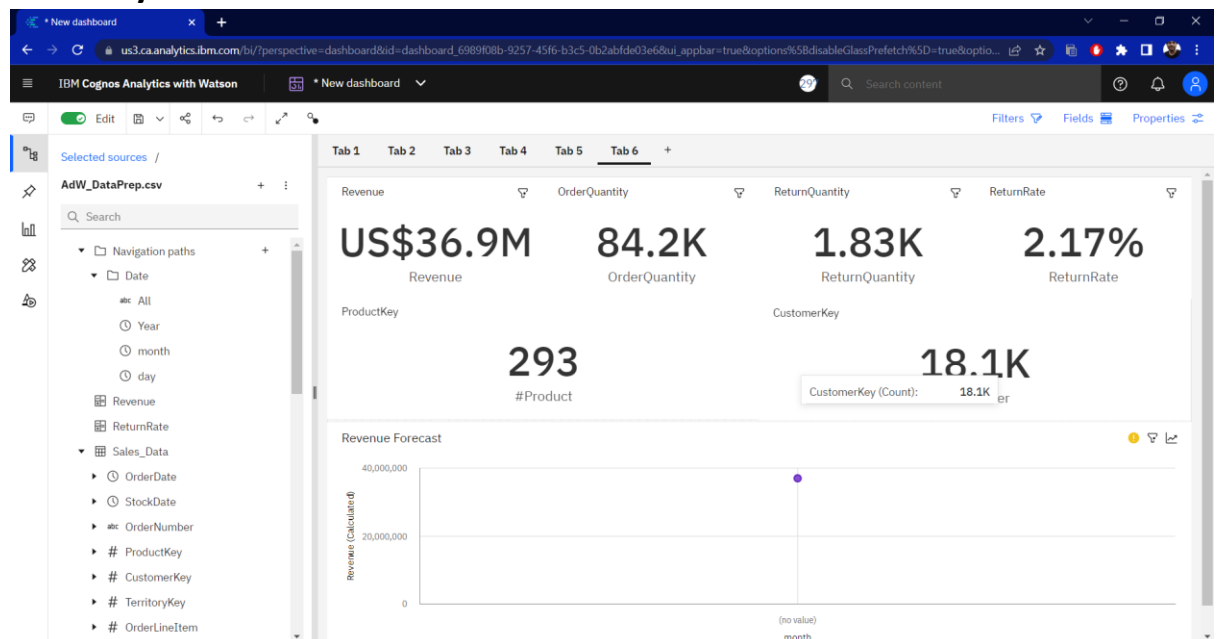 * New dashboard
us3.ca.analytics.ibm.com/bi/?perspective=dashboard&id=dashboard_6989f08b-9257-45f6-b3c5-0b2abfde03e6&ui_appbar=true&options%5BdisableGlassPrefetch%5D=true&optio...
IBM Cognos Analytics with Watson
* New dashboard
Search content
Edit
Filters
Fields
Properties
Selected sources /
Tab 1 Tab 2 Tab 3 Tab 4 Tab 5 Tab 6 +
AdW_DataPrep.csv
Search
Navigation paths
Date
abc All
Year
month
day
Revenue
ReturnRate
Sales_Data
OrderDate
StockDate
abc OrderNumber
# ProductKey
# CustomerKey
# TerritoryKey
# OrderLineItem
Revenue
US$36.9M
Revenue
OrderQuantity
84.2K
OrderQuantity
ReturnQuantity
1.83K
ReturnQuantity
ReturnRate
2.17%
ReturnRate
ProductKey
293
#Product
CustomerKey
18.1K
CustomerKey (Count): 18.1K
Revenue Forecast
Revenue (Calculated)
40,000,000
20,000,000
0
(no value)
month